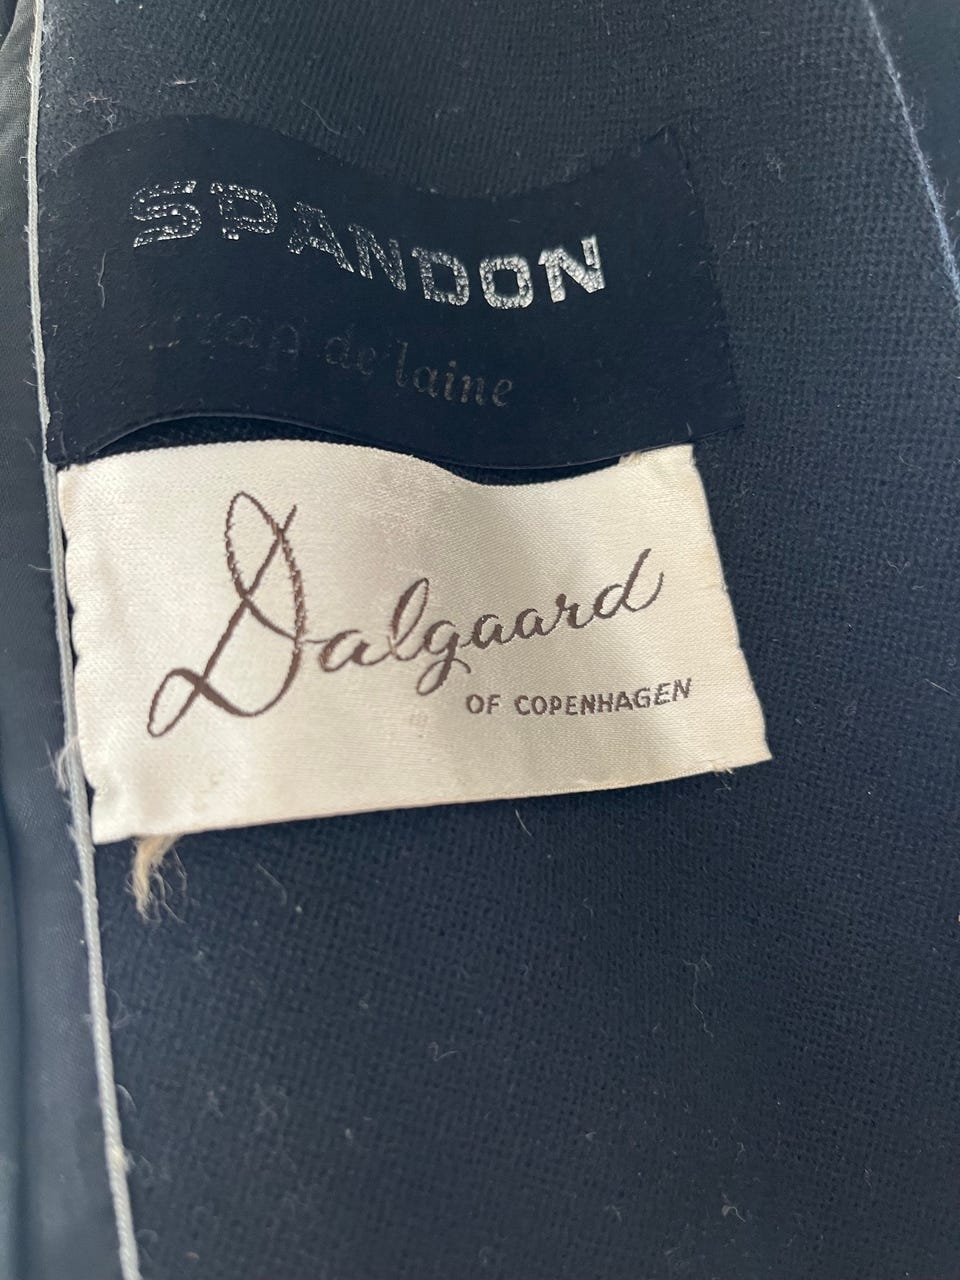 SPANDON
drap de laine
Dalgaard
OF COPENHAGEN